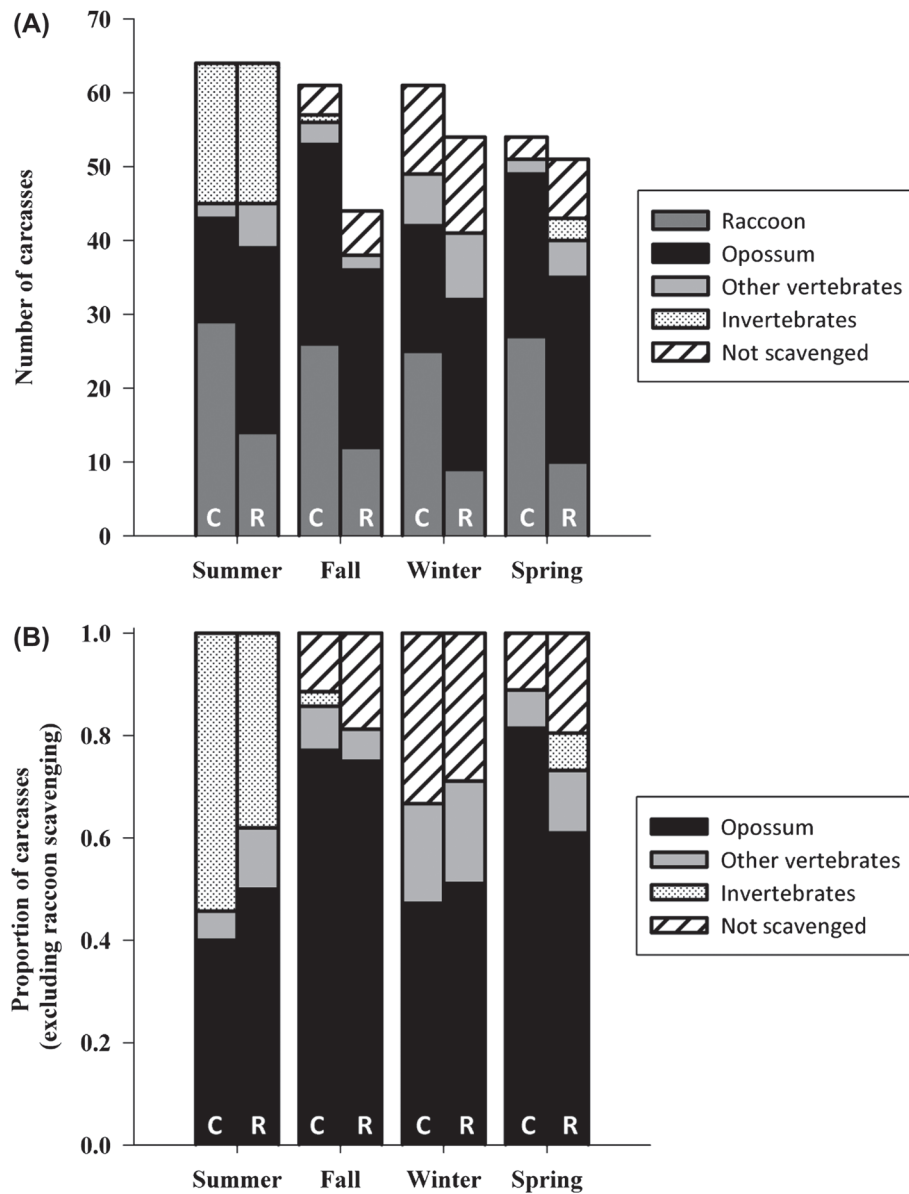 (A)
70
60
50
40
30
20
10
0
Number of carcasses
C R C R C R C R
Summer Fall Winter Spring
Raccoon
Opossum
Other vertebrates
Invertebrates
Not scavenged
(B)
1.0
0.8
0.6
0.4
0.2
0.0
Proportion of carcasses
(excluding raccoon scavenging)
C R C R C R C R
Summer Fall Winter Spring
Opossum
Other vertebrates
Invertebrates
Not scavenged